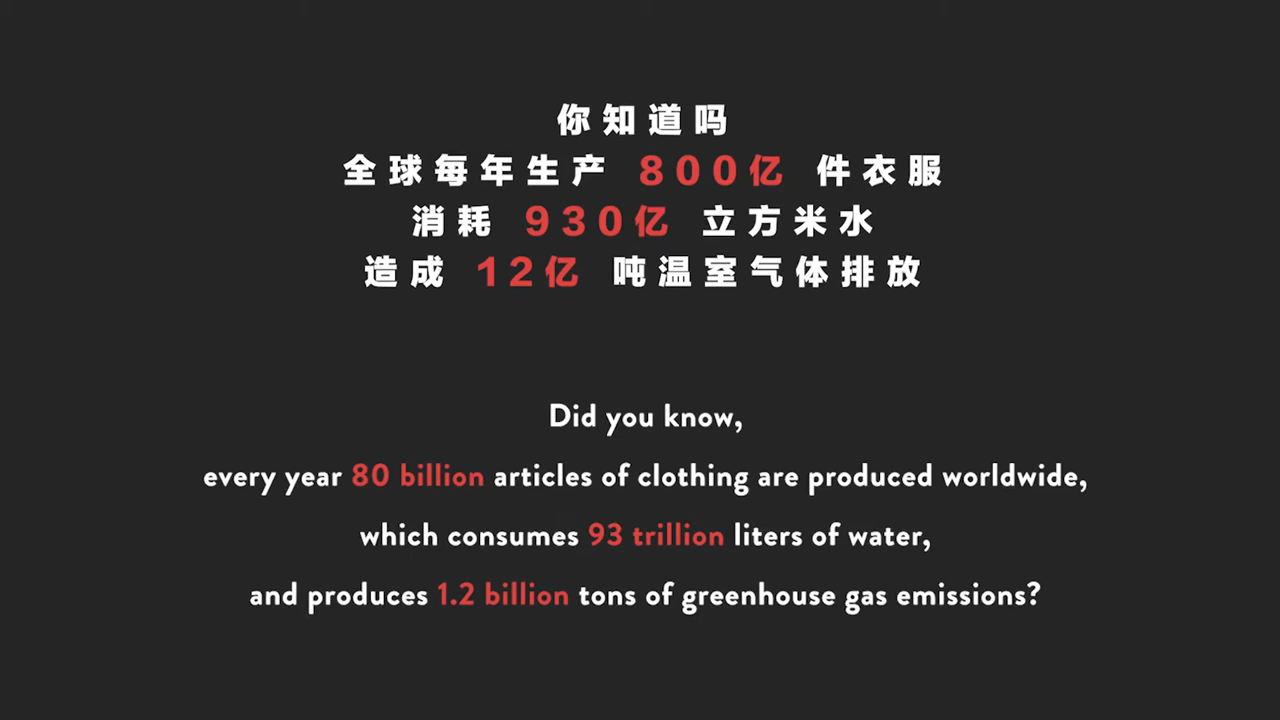 你知道吗
全球每年生产 800亿 件衣服
消耗 930亿 立方米水
造成 12亿 吨温室气体排放
Did you know,
every year 80 billion articles of clothing are produced worldwide,
which consumes 93 trillion liters of water,
and produces 1.2 billion tons of greenhouse gas emissions?